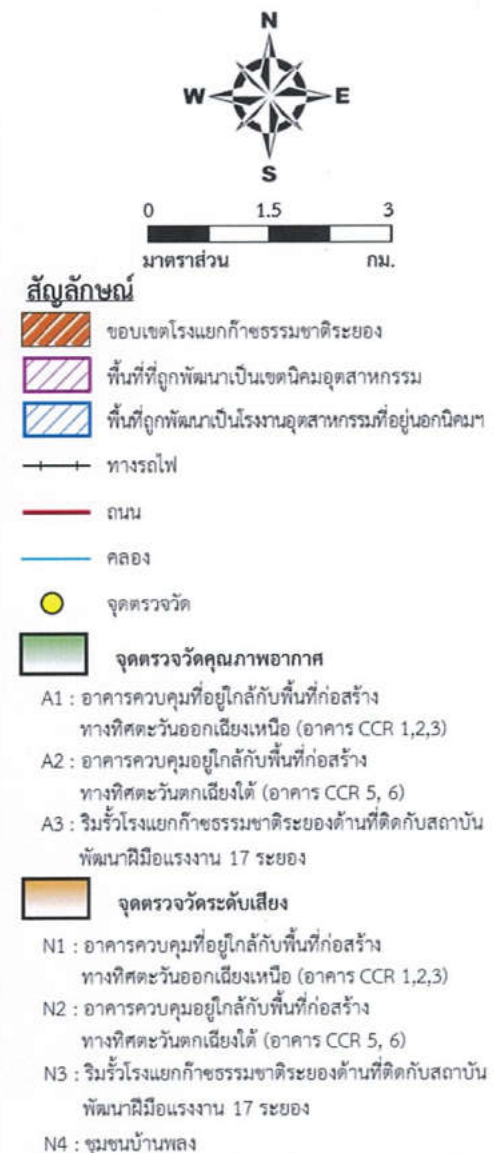 N
W E
S
0 1.5 3
มาตราส่วน กม.
สัญลักษณ์
ขอบเขตโรงแยกก๊าซธรรมชาติระยอง
พื้นที่ที่ถูกพัฒนาเป็นเขตนิคมอุตสาหกรรม
พื้นที่ถูกพัฒนาเป็นโรงงานอุตสาหกรรมที่อยู่นอกนิคมฯ
ทางรถไฟ
ถนน
คลอง
จุดตรวจวัด
จุดตรวจวัดคุณภาพอากาศ
A1 : อาคารควบคุมที่อยู่ใกล้กับพื้นที่ก่อสร้าง
ทางทิศตะวันออกเฉียงเหนือ (อาคาร CCR 1,2,3)
A2 : อาคารควบคุมอยู่ใกล้กับพื้นที่ก่อสร้าง
ทางทิศตะวันตกเฉียงใต้ (อาคาร CCR 5, 6)
A3 : ริมรั้วโรงแยกก๊าซธรรมชาติระยองด้านที่ติดกับสถาบัน
พัฒนาฝีมือแรงงาน 17 ระยอง
จุดตรวจวัดระดับเสียง
N1 : อาคารควบคุมที่อยู่ใกล้กับพื้นที่ก่อสร้าง
ทางทิศตะวันออกเฉียงเหนือ (อาคาร CCR 1,2,3)
N2 : อาคารควบคุมอยู่ใกล้กับพื้นที่ก่อสร้าง
ทางทิศตะวันตกเฉียงใต้ (อาคาร CCR 5, 6)
N3 : ริมรั้วโรงแยกก๊าซธรรมชาติระยองด้านที่ติดกับสถาบัน
พัฒนาฝีมือแรงงาน 17 ระยอง
N4 : ชุมชนบ้านพลง